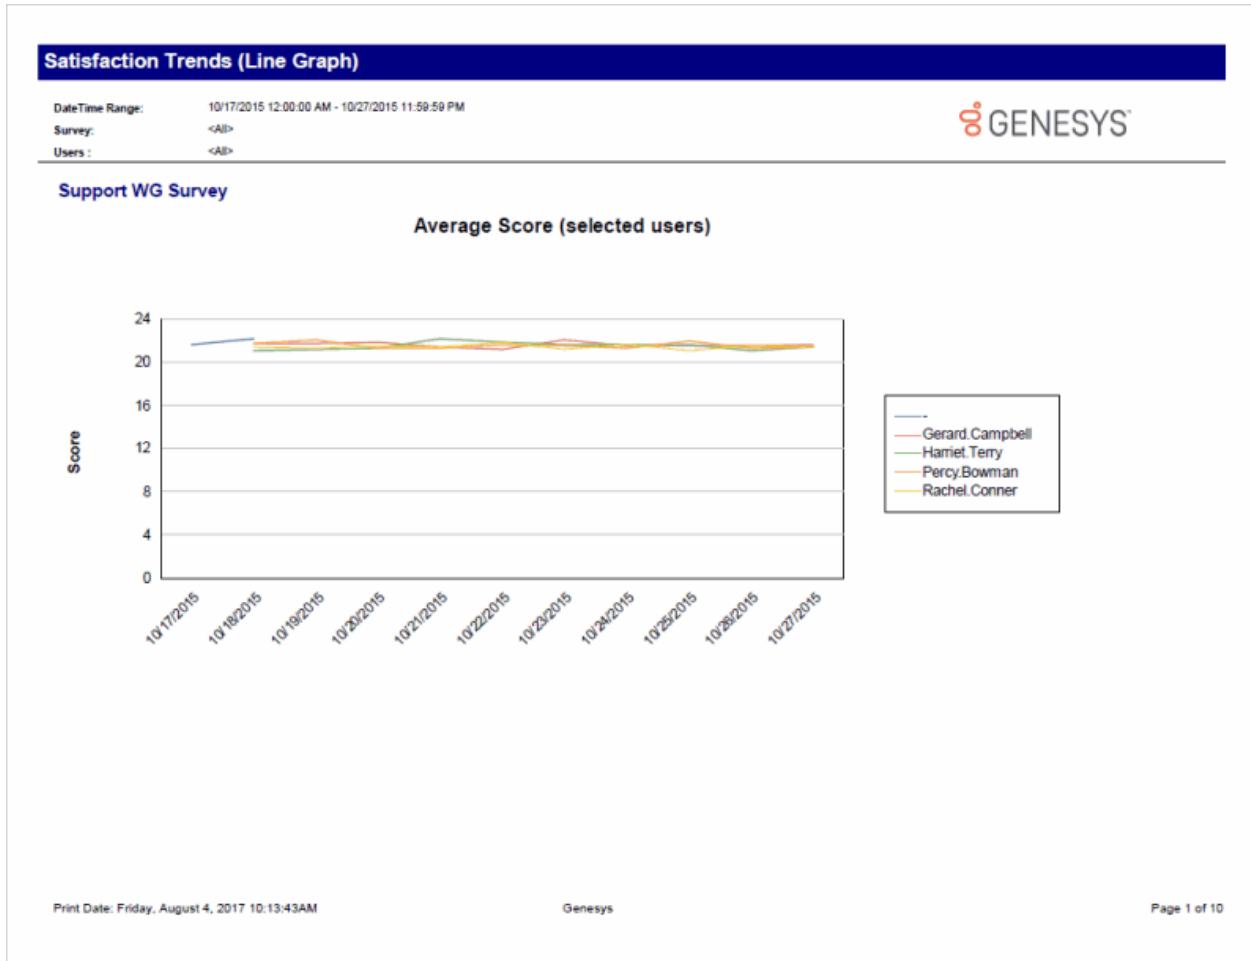 Satisfaction Trends (Line Graph)
DateTime Range: 10/17/2015 12:00:00 AM - 10/27/2015 11:59:59 PM
Survey: <All>
Users : <All>
GENESYS™
Support WG Survey
Average Score (selected users)
24
20
16
12
8
4
0
Score
10/17/2015
10/18/2015
10/19/2015
10/20/2015
10/21/2015
10/22/2015
10/23/2015
10/24/2015
10/25/2015
10/26/2015
10/27/2015
-
Gerard.Campbell
Harriet.Terry
Percy.Bowman
Rachel.Conner
Print Date: Friday, August 4, 2017 10:13:43AM Genesys Page 1 of 10